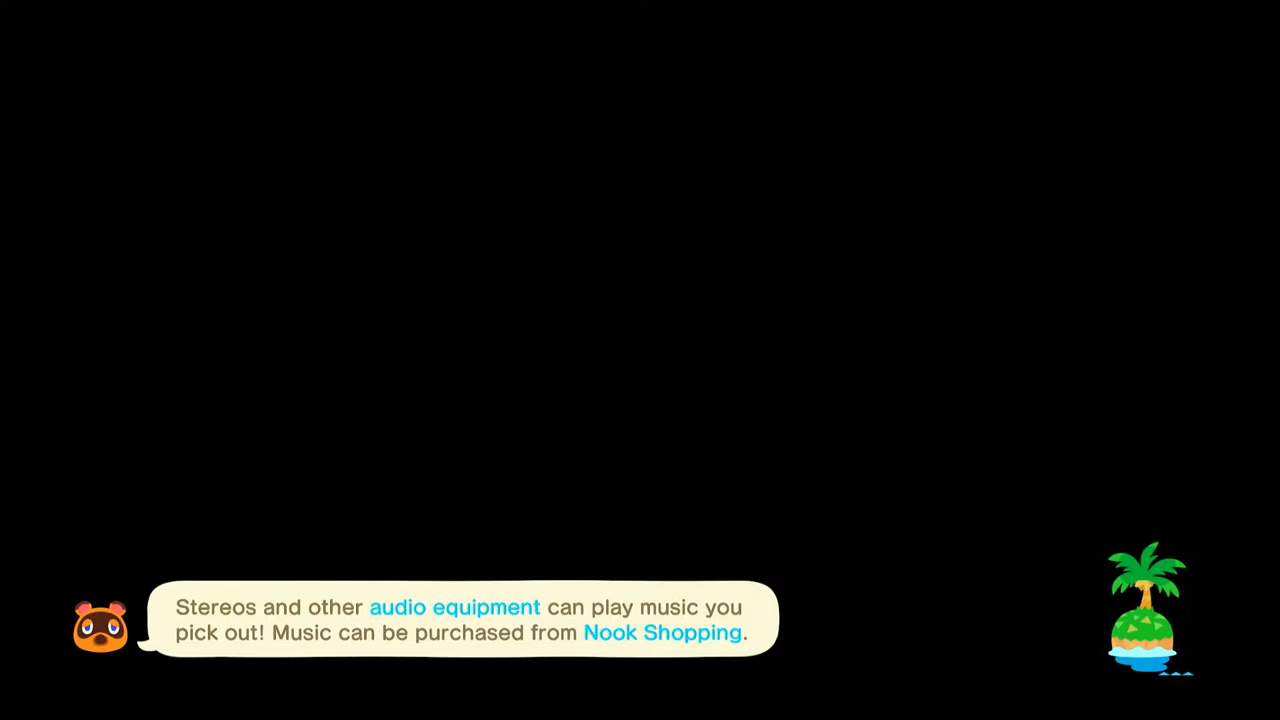 Stereos and other audio equipment can play music you
pick out! Music can be purchased from Nook Shopping.